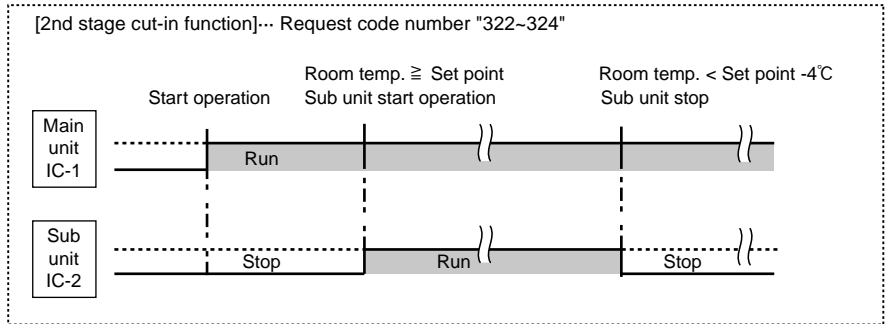 [2nd stage cut-in function]··· Request code number "322~324"
Room temp. ≧ Set point
Room temp. < Set point -4℃
Start operation
Sub unit start operation
Sub unit stop
Main
unit
IC-1
Run
Sub
unit
IC-2
Stop
Run
Stop